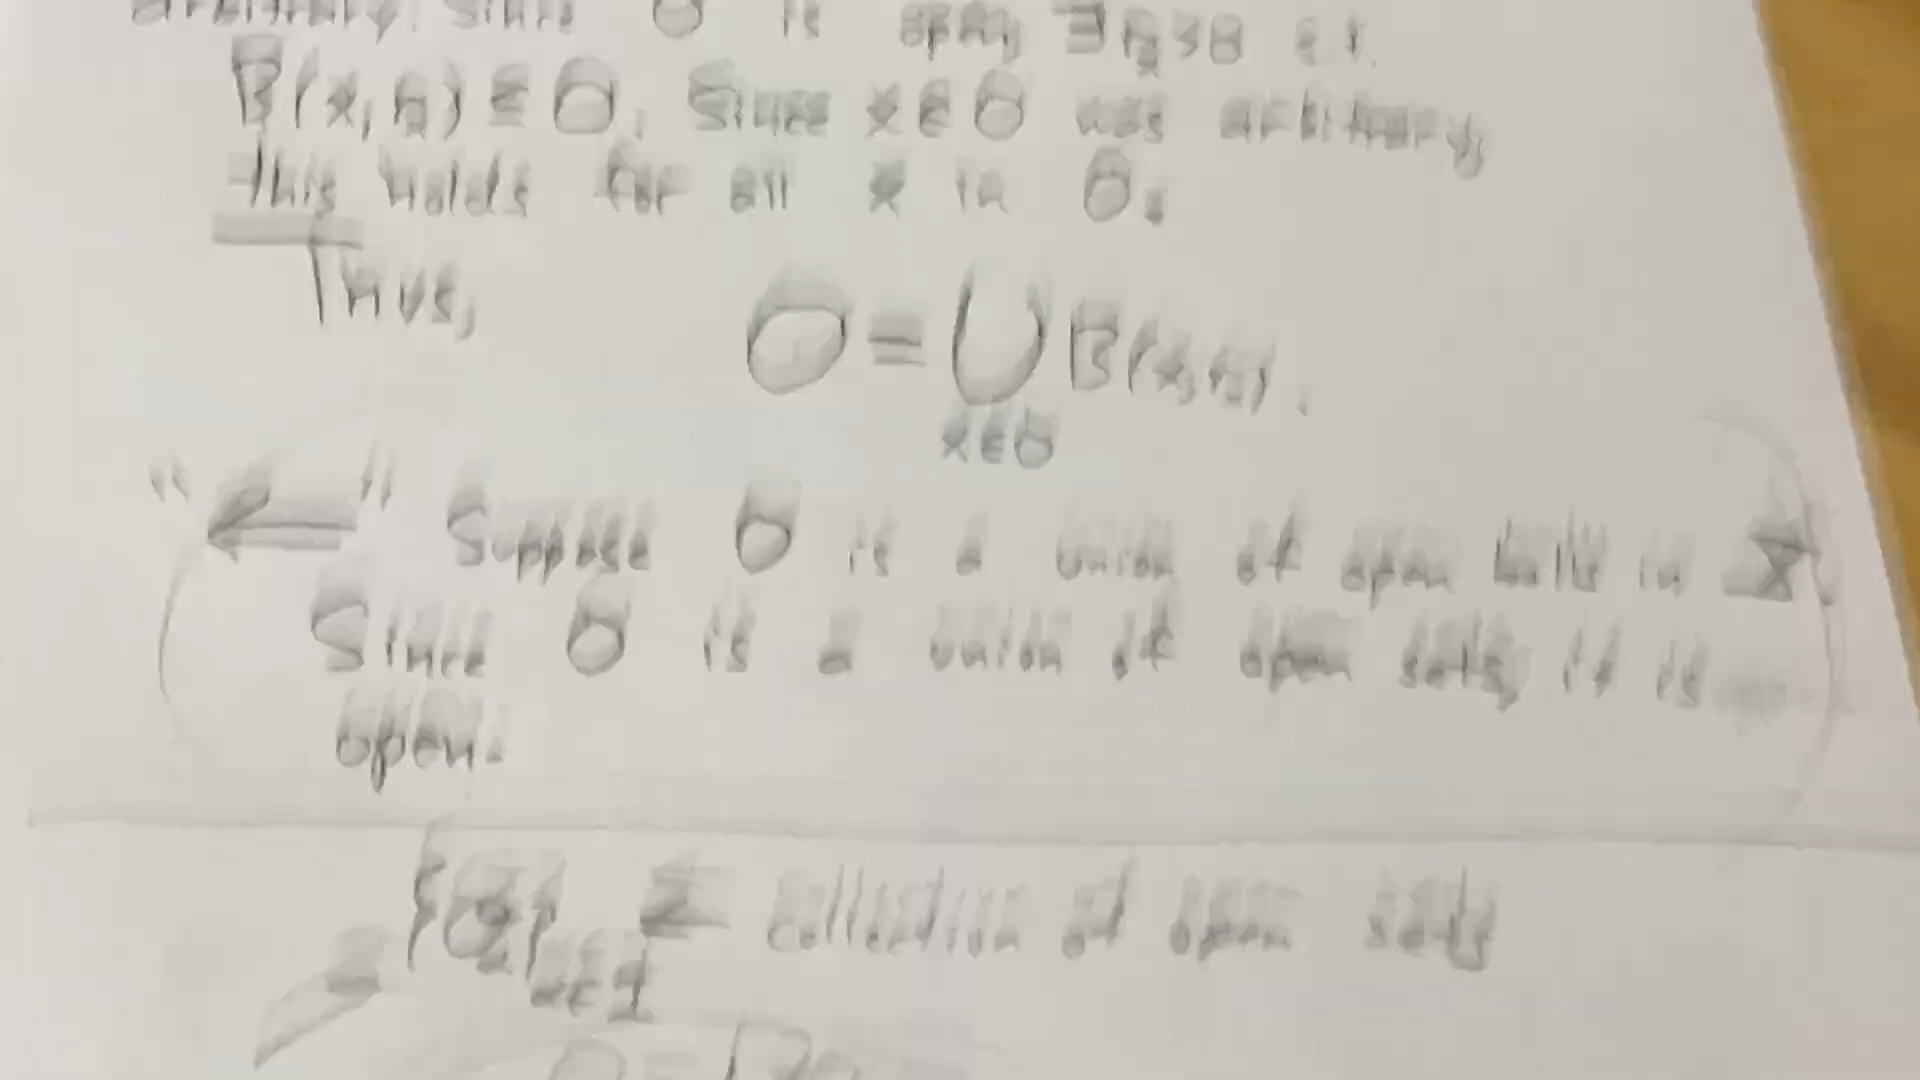 arbitrary. Since O is open, ∃ r_x > 0 s.t.
B(x, r_x) ⊆ O. Since x ∈ O was arbitrary,
this holds for all x in O.
Thus,
O = ⋃ B(x, r_x).
x ∈ O
"⇐" Suppose O is a union of open balls in X.
Since O is a union of open sets, it is
open.
{O_α}_{α∈I} = collection of open sets